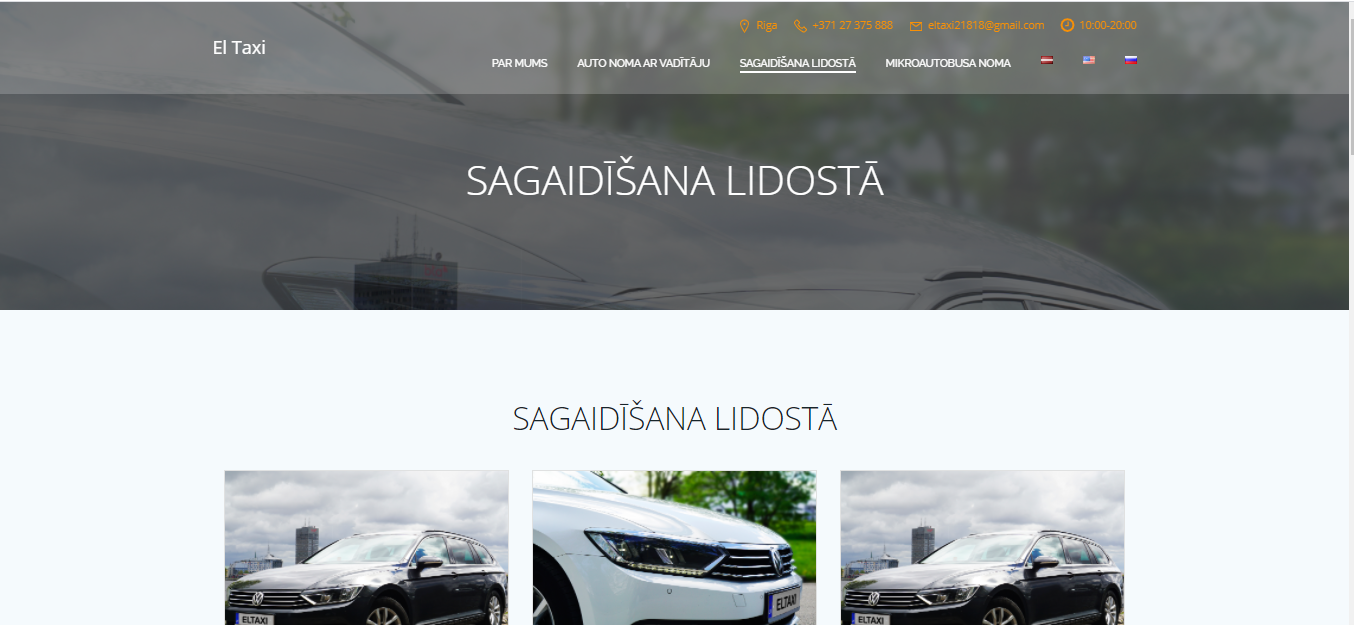 Rīga +371 27 375 888 eltaxi21818@gmail.com 10:00-20:00
El Taxi
PAR MUMS AUTO NOMA AR VADĪTĀJU SAGAIDĪŠANA LIDOSTĀ MIKROAUTOBUSA NOMA
SAGAIDĪŠANA LIDOSTĀ
SAGAIDĪŠANA LIDOSTĀ
ELTAXI ELTAXI ELTAXI